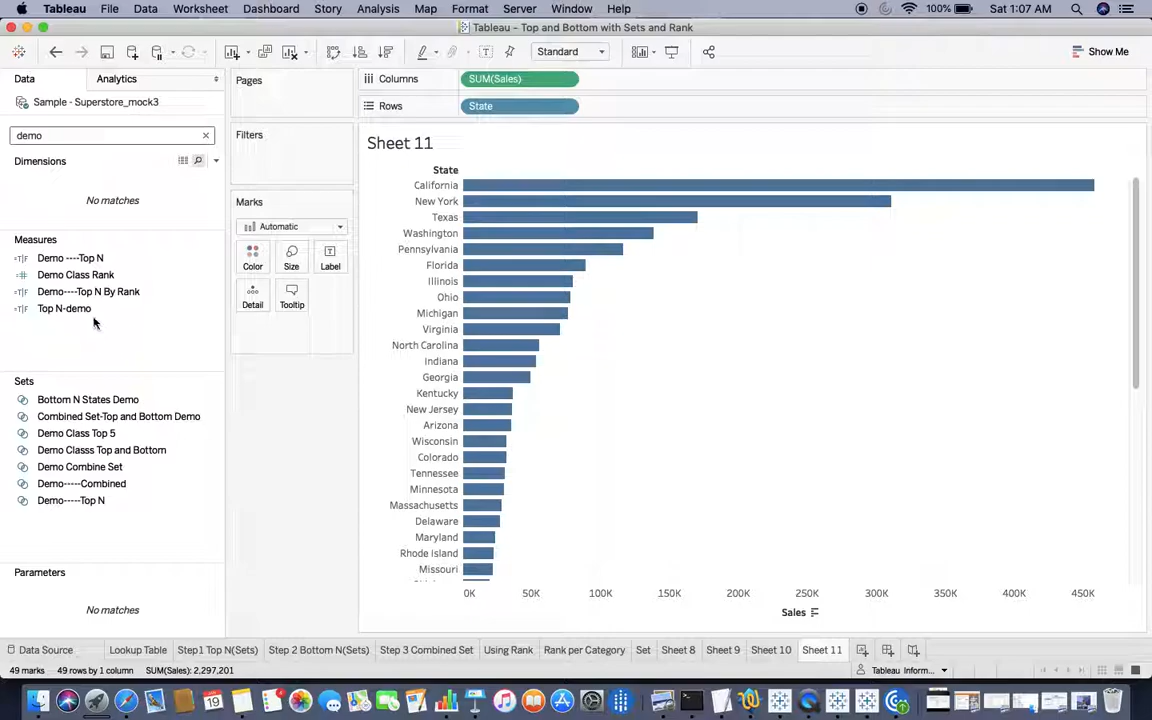 Tableau File Data Worksheet Dashboard Story Analysis Map Format Server Window Help 100% Sat 1:07 AM
Tableau - Top and Bottom with Sets and Rank
Standard Show Me
Data Analytics
Sample - Superstore_mock3
demo
Dimensions
No matches
Measures
=T|F Demo ----Top N
Demo Class Rank
=T|F Demo----Top N By Rank
=T|F Top N-demo
Sets
Bottom N States Demo
Combined Set-Top and Bottom Demo
Demo Class Top 5
Demo Classs Top and Bottom
Demo Combine Set
Demo-----Combined
Demo-----Top N
Parameters
No matches
Pages
Filters
Marks
Automatic
Color Size Label
Detail Tooltip
Columns SUM(Sales)
Rows State
Sheet 11
State
California
New York
Texas
Washington
Pennsylvania
Florida
Illinois
Ohio
Michigan
Virginia
North Carolina
Indiana
Georgia
Kentucky
New Jersey
Arizona
Wisconsin
Colorado
Tennessee
Minnesota
Massachusetts
Delaware
Maryland
Rhode Island
Missouri
0K 50K 100K 150K 200K 250K 300K 350K 400K 450K
Sales
Data Source Lookup Table Step1 Top N(Sets) Step 2 Bottom N(Sets) Step 3 Combined Set Using Rank Rank per Category Set Sheet 8 Sheet 9 Sheet 10 Sheet 11
49 marks 49 rows by 1 column SUM(Sales): 2,297,201 Tableau Inform...
19